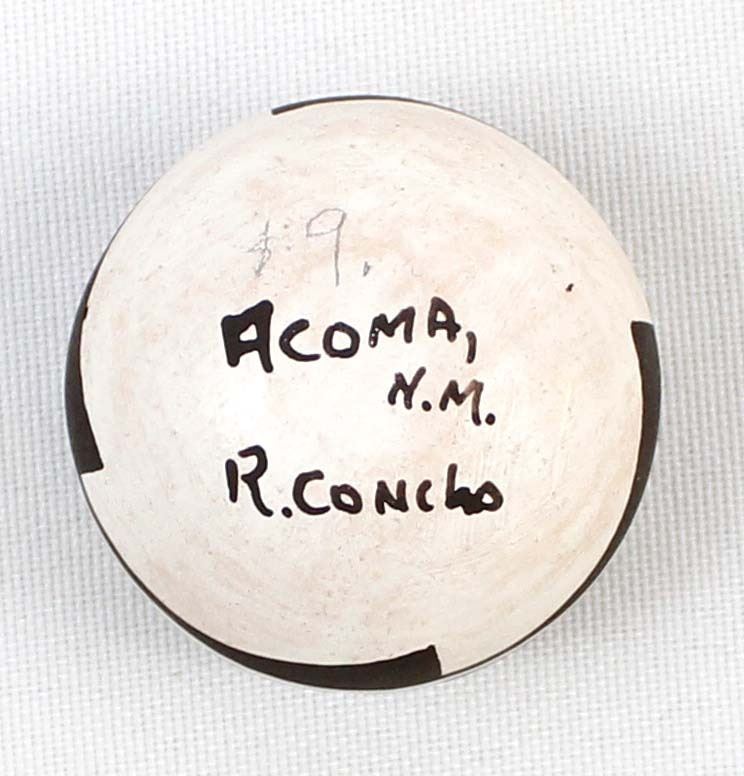 $9.
ACOMA,
N.M.
R. CONCHO